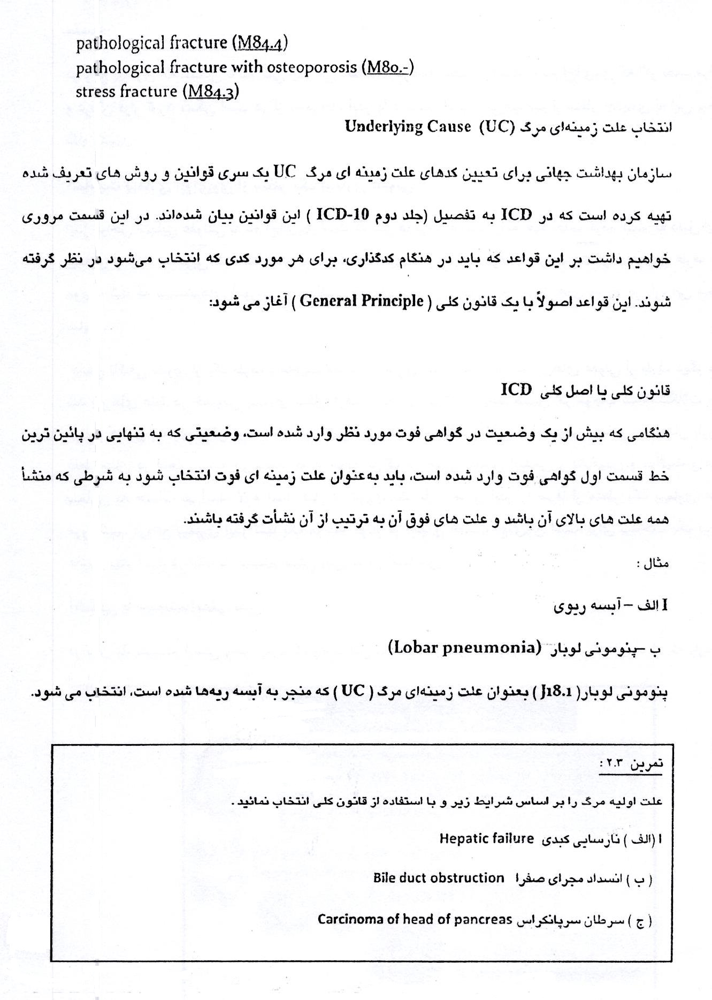 pathological fracture (M84.4)
pathological fracture with osteoporosis (M80.-)
stress fracture (M84.3)
انتخاب علت زمینه‌ای مرگ Underlying Cause (UC)
سازمان بهداشت جهانی برای تعیین کدهای علت زمینه ای مرگ UC یک سری قوانین و روش های تعریف شده
تهیه کرده است که در ICD به تفصیل (جلد دوم ICD-10 ) این قوانین بیان شده‌اند. در این قسمت مروری
خواهیم داشت بر این قواعد که باید در هنگام کدگذاری، برای هر مورد کدی که انتخاب می‌شود در نظر گرفته
شوند. این قواعد اصولاً با یک قانون کلی ( General Principle ) آغاز می شود:
قانون کلی یا اصل کلی ICD
هنگامی که بیش از یک وضعیت در گواهی فوت مورد نظر وارد شده است، وضعیتی که به تنهایی در پائین ترین
خط قسمت اول گواهی فوت وارد شده است، باید به‌عنوان علت زمینه ای فوت انتخاب شود به شرطی که منشأ
همه علت های بالای آن باشد و علت های فوق آن به ترتیب از آن نشأت گرفته باشند.
مثال :
I الف – آبسه ریوی
ب –پنومونی لوبار (Lobar pneumonia)
پنومونی لوبار( J18.1 ) بعنوان علت زمینه‌ای مرگ ( UC ) که منجر به آبسه ریه‌ها شده است، انتخاب می شود.
تمرین ۲.۳ :
علت اولیه مرگ را بر اساس شرایط زیر و با استفاده از قانون کلی انتخاب نمائید .
I (الف ) نارسایی کبدی Hepatic failure
( ب ) انسداد مجرای صفرا Bile duct obstruction
( ج ) سرطان سرپانکراس Carcinoma of head of pancreas